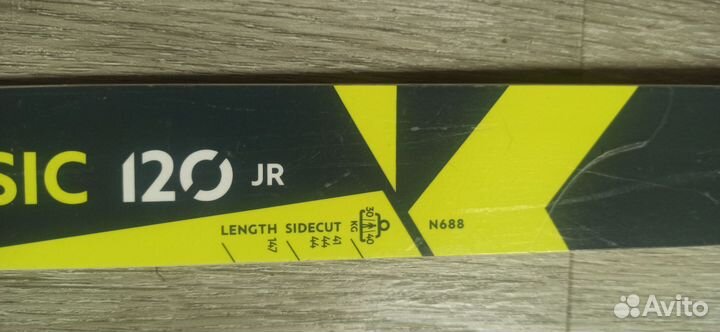 SIC 120 JR
LENGTH SIDECUT
147
41
44
44
30/40
KG
N688
Avito